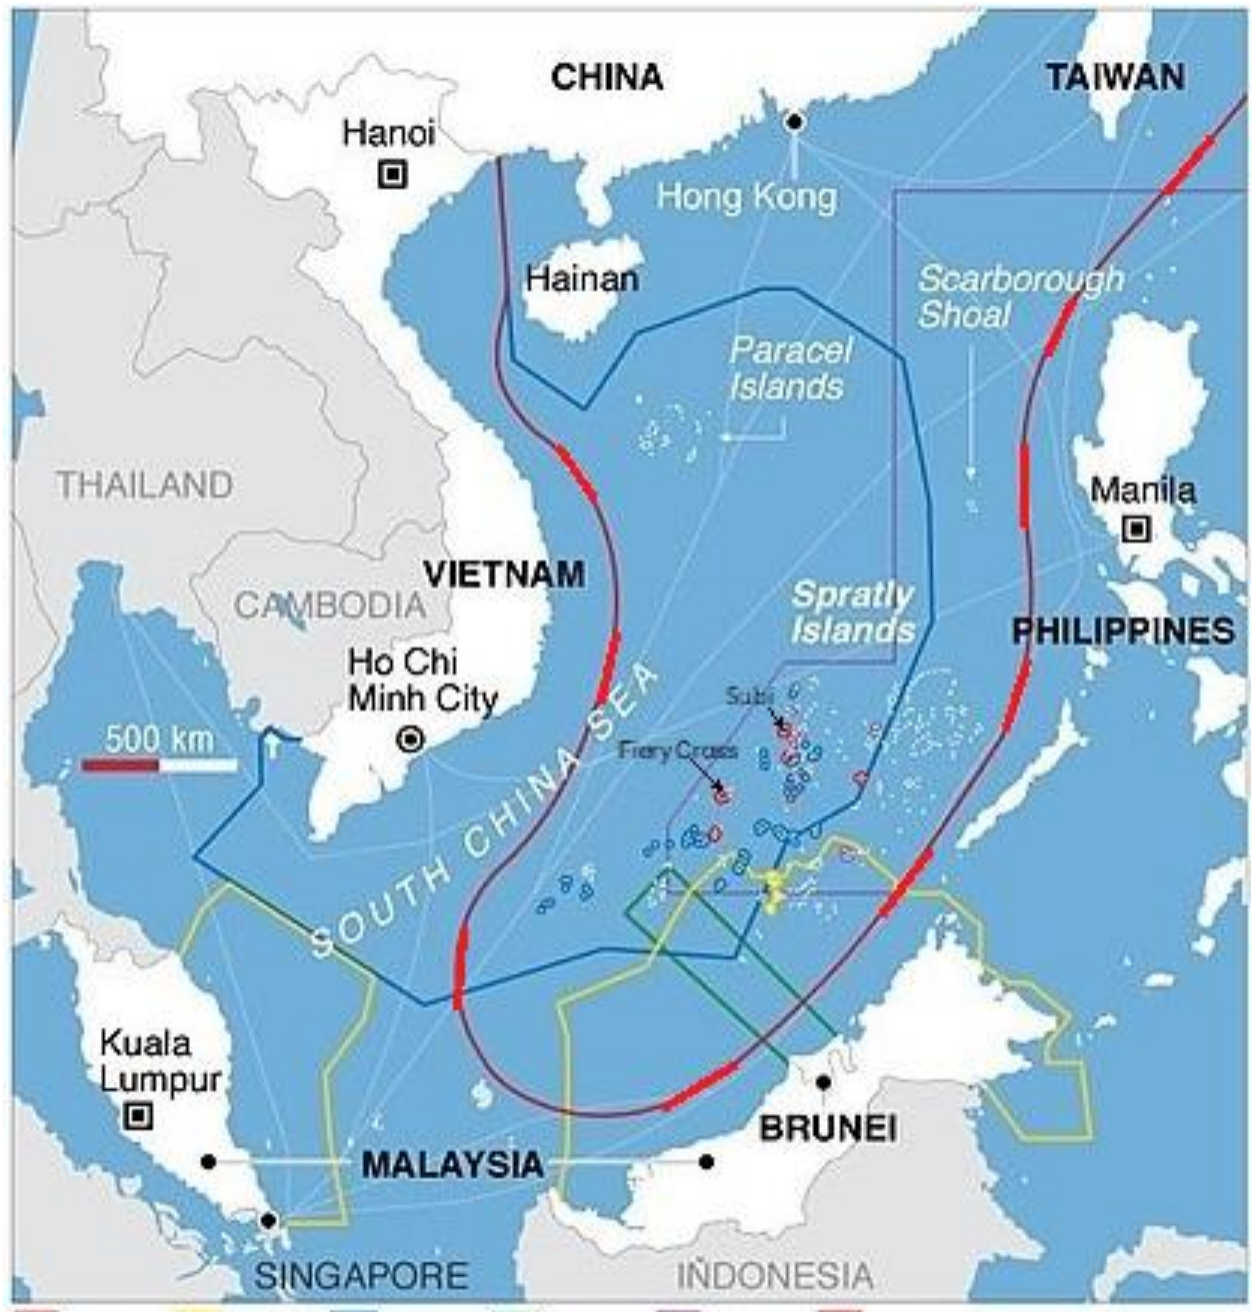 CHINA
TAIWAN
Hanoi
Hong Kong
Hainan
Scarborough
Shoal
Paracel
Islands
THAILAND
Manila
VIETNAM
CAMBODIA
Spratly
Islands
PHILIPPINES
Ho Chi
Minh City
Subi
500 km
Fiery Cross
SOUTH CHINA SEA
Kuala
Lumpur
BRUNEI
MALAYSIA
SINGAPORE
INDONESIA